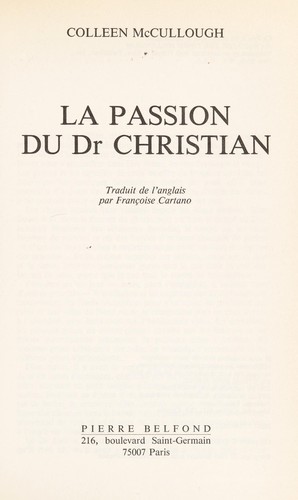 COLLEEN McCULLOUGH
LA PASSION
DU Dr CHRISTIAN
Traduit de l'anglais
par Françoise Cartano
PIERRE BELFOND
216, boulevard Saint-Germain
75007 Paris